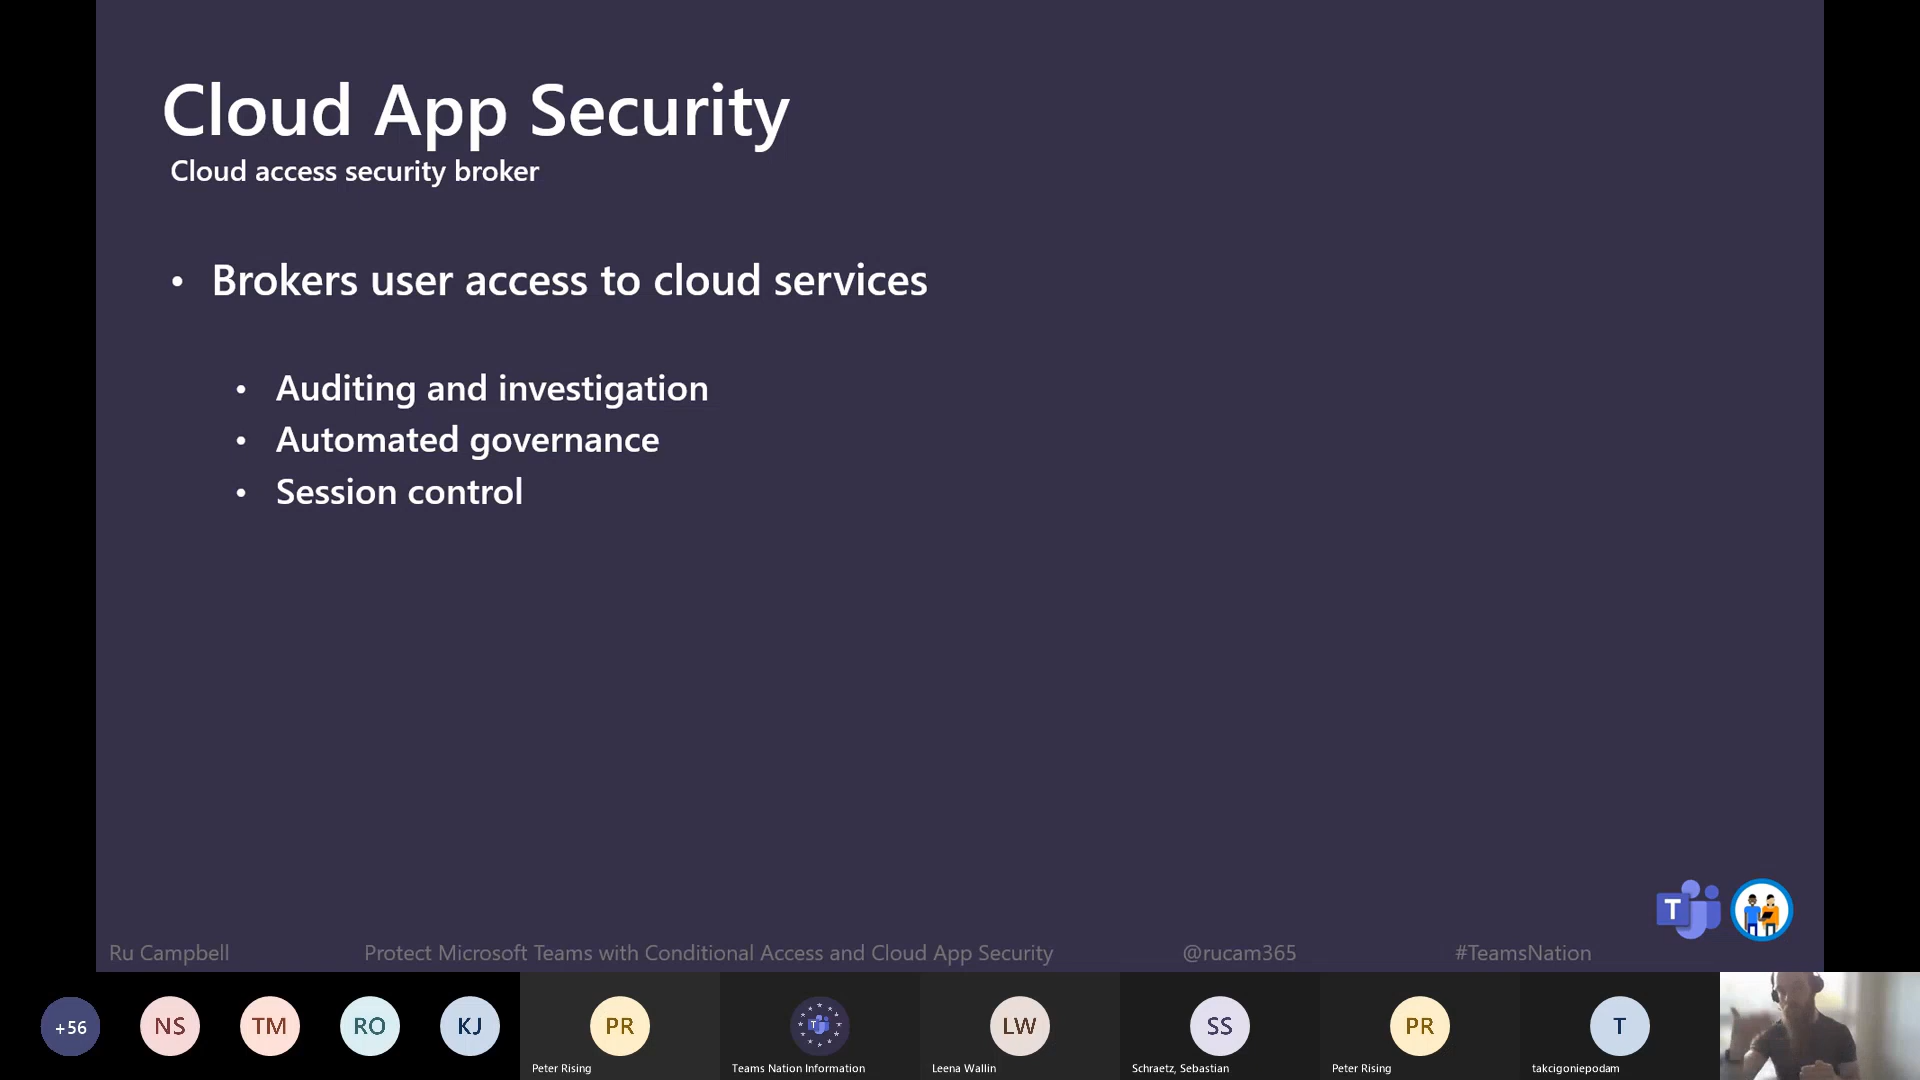 Cloud App Security
Cloud access security broker
• Brokers user access to cloud services
• Auditing and investigation
• Automated governance
• Session control
T
Ru Campbell Protect Microsoft Teams with Conditional Access and Cloud App Security @rucam365 #TeamsNation
+56 NS TM RO KJ PR T LW SS PR T
Peter Rising Teams Nation Information Leena Wallin Schraetz, Sebastian Peter Rising takcigoniepodam